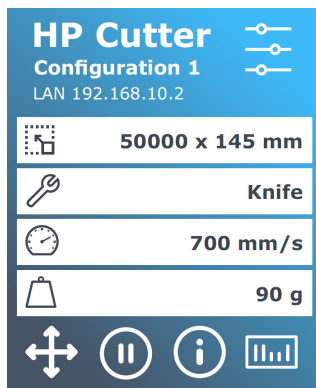 HP Cutter
Configuration 1
LAN 192.168.10.2
50000 x 145 mm
Knife
700 mm/s
90 g